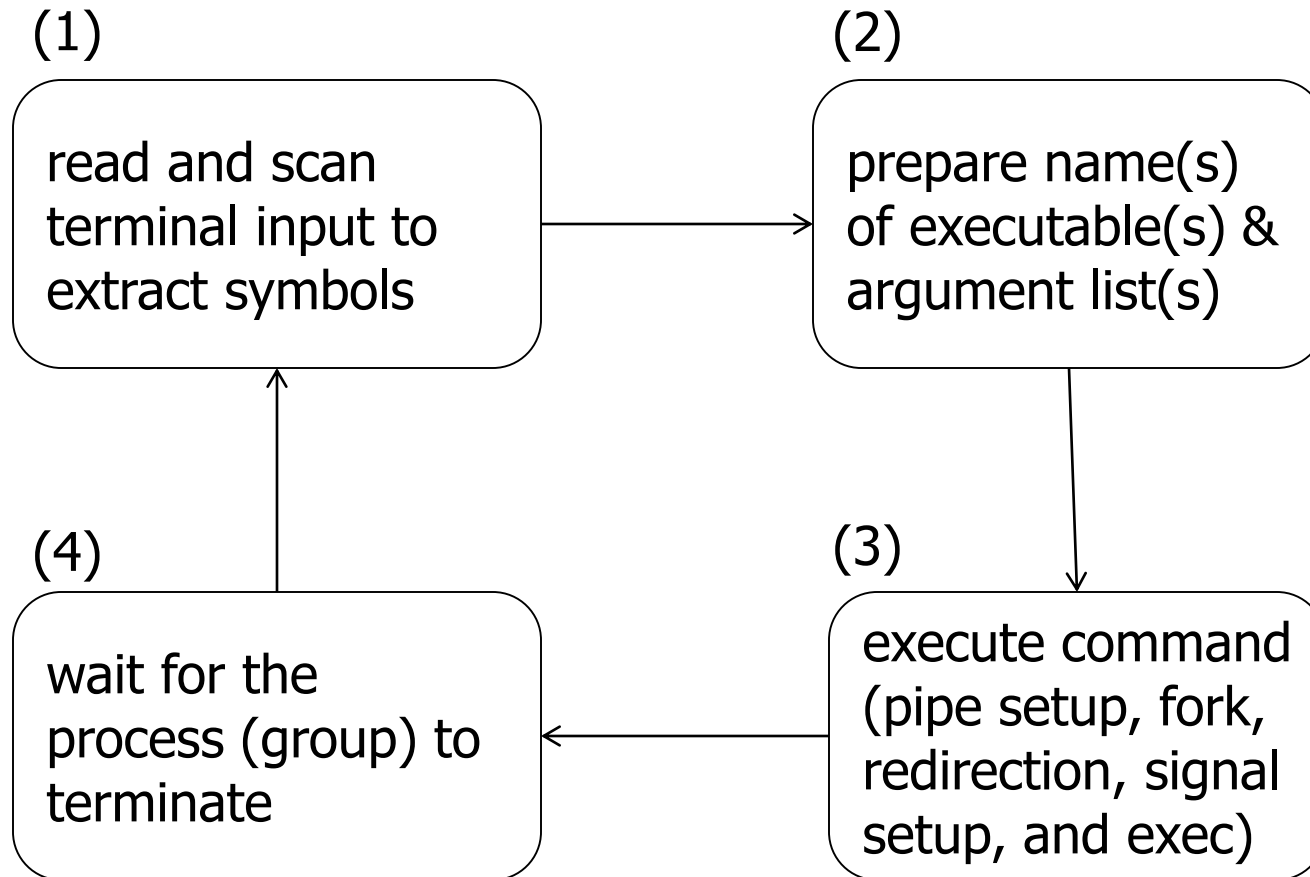 (1)
read and scan
terminal input to
extract symbols
(2)
prepare name(s)
of executable(s) &
argument list(s)
(3)
execute command
(pipe setup, fork,
redirection, signal
setup, and exec)
(4)
wait for the
process (group) to
terminate